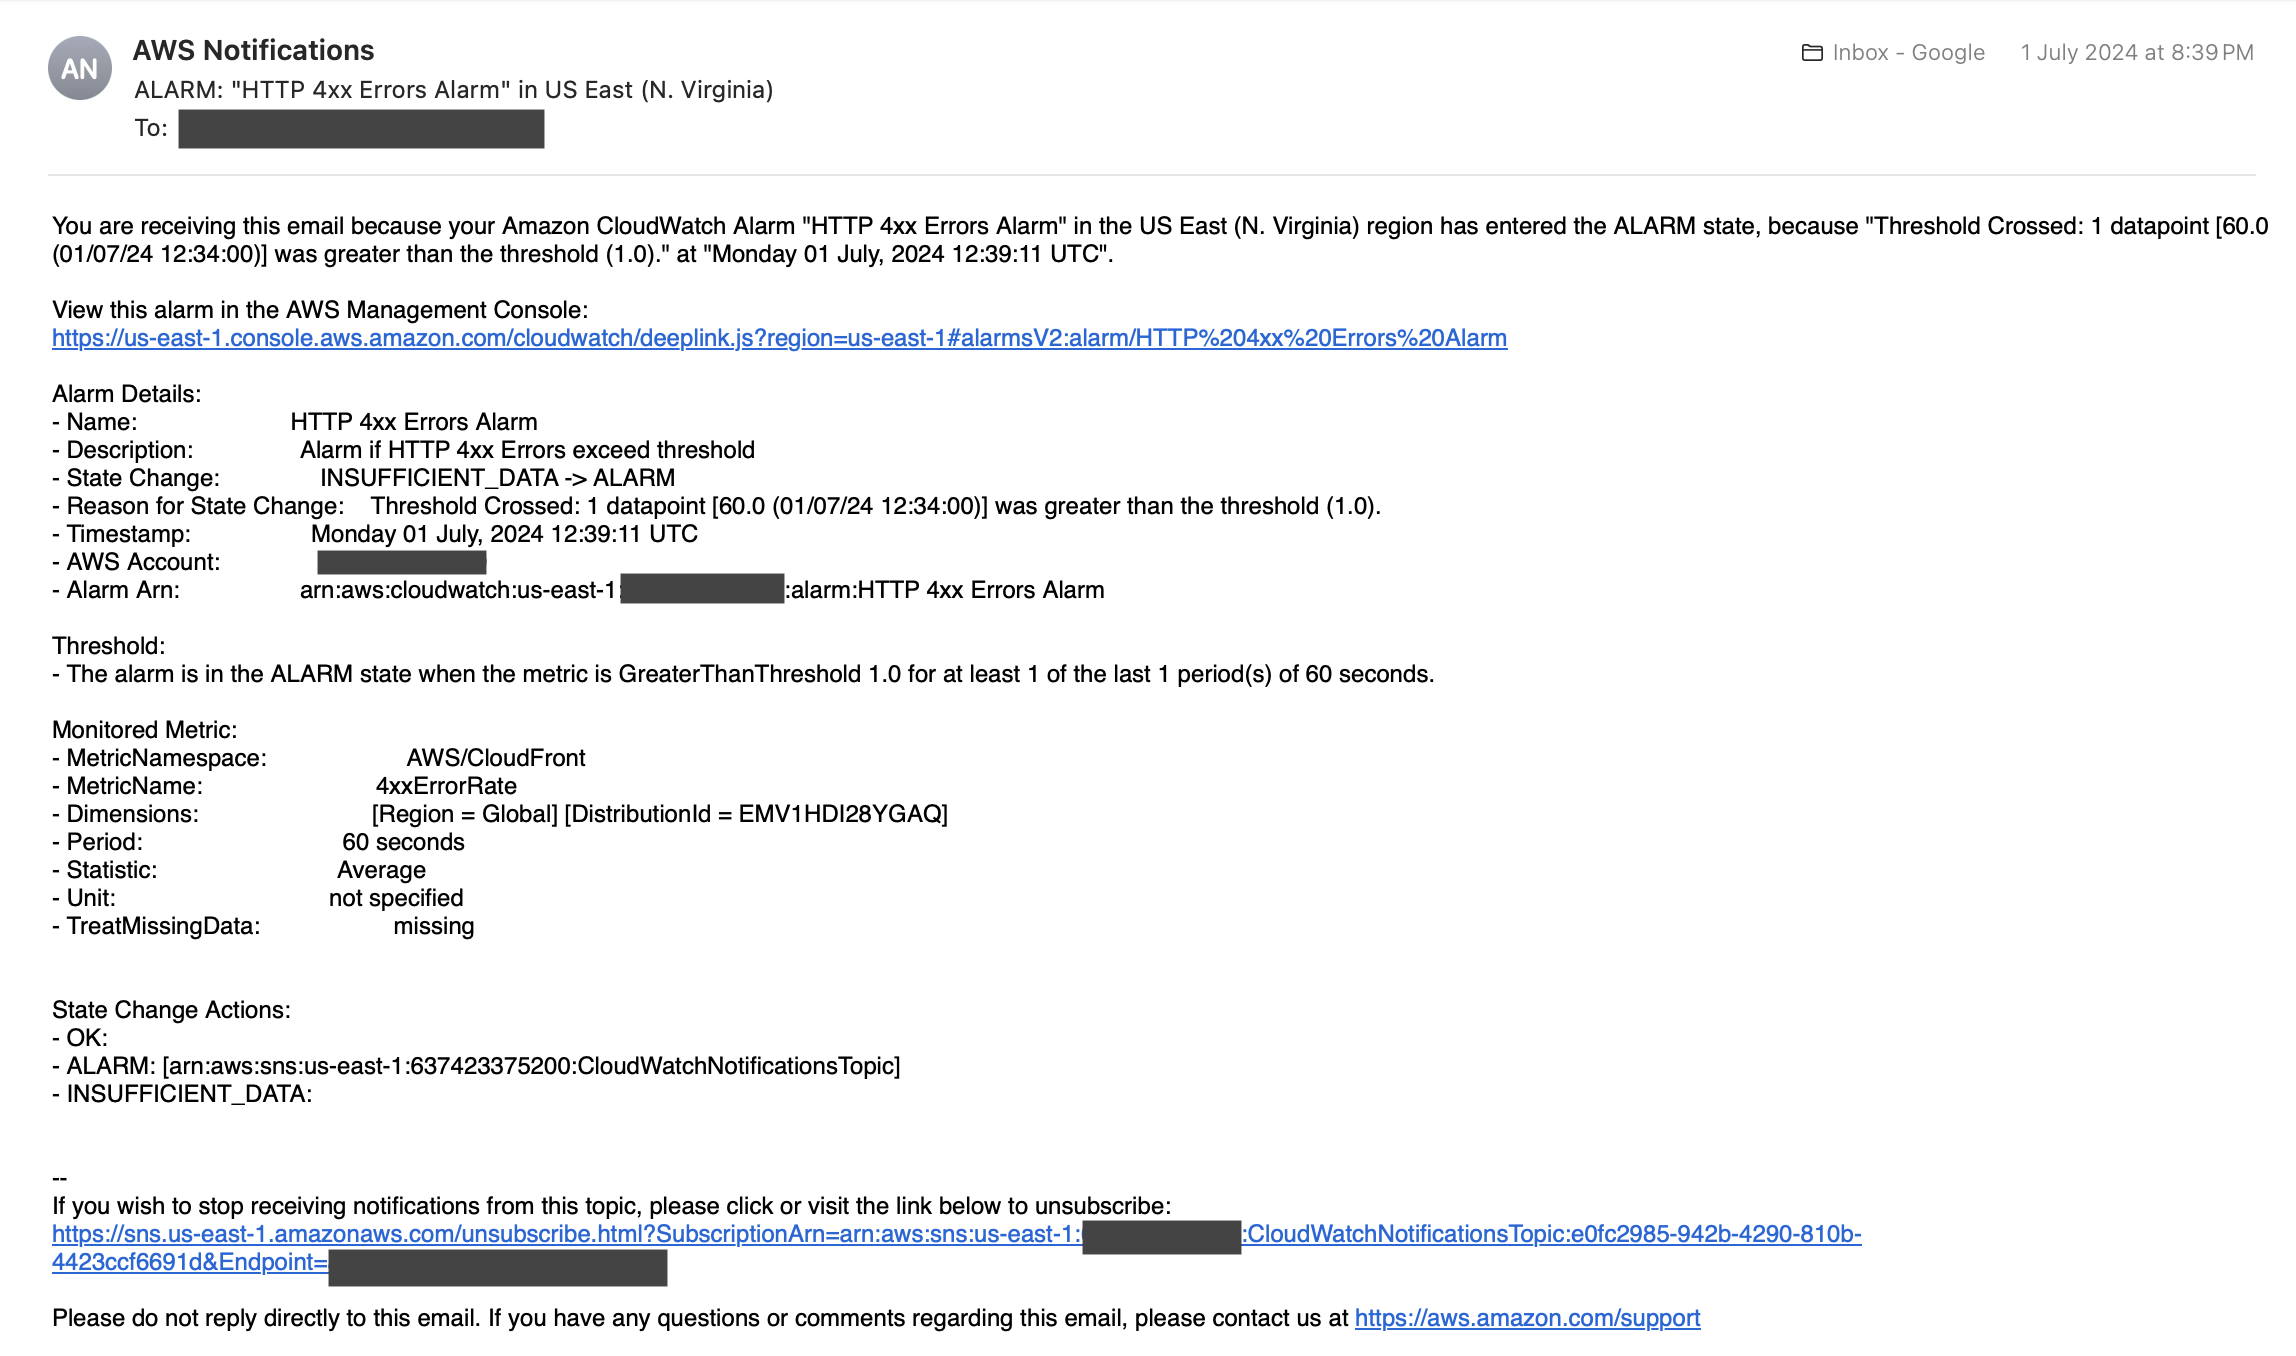 AN
AWS Notifications
Inbox - Google 1 July 2024 at 8:39 PM
ALARM: "HTTP 4xx Errors Alarm" in US East (N. Virginia)
To:
You are receiving this email because your Amazon CloudWatch Alarm "HTTP 4xx Errors Alarm" in the US East (N. Virginia) region has entered the ALARM state, because "Threshold Crossed: 1 datapoint [60.0
(01/07/24 12:34:00)] was greater than the threshold (1.0)." at "Monday 01 July, 2024 12:39:11 UTC".
View this alarm in the AWS Management Console:
https://us-east-1.console.aws.amazon.com/cloudwatch/deeplink.js?region=us-east-1#alarmsV2:alarm/HTTP%204xx%20Errors%20Alarm
Alarm Details:
- Name: HTTP 4xx Errors Alarm
- Description: Alarm if HTTP 4xx Errors exceed threshold
- State Change: INSUFFICIENT_DATA -> ALARM
- Reason for State Change: Threshold Crossed: 1 datapoint [60.0 (01/07/24 12:34:00)] was greater than the threshold (1.0).
- Timestamp: Monday 01 July, 2024 12:39:11 UTC
- AWS Account:
- Alarm Arn: arn:aws:cloudwatch:us-east-1: :alarm:HTTP 4xx Errors Alarm
Threshold:
- The alarm is in the ALARM state when the metric is GreaterThanThreshold 1.0 for at least 1 of the last 1 period(s) of 60 seconds.
Monitored Metric:
- MetricNamespace: AWS/CloudFront
- MetricName: 4xxErrorRate
- Dimensions: [Region = Global] [DistributionId = EMV1HDI28YGAQ]
- Period: 60 seconds
- Statistic: Average
- Unit: not specified
- TreatMissingData: missing
State Change Actions:
- OK:
- ALARM: [arn:aws:sns:us-east-1:637423375200:CloudWatchNotificationsTopic]
- INSUFFICIENT_DATA:
--
If you wish to stop receiving notifications from this topic, please click or visit the link below to unsubscribe:
https://sns.us-east-1.amazonaws.com/unsubscribe.html?SubscriptionArn=arn:aws:sns:us-east-1: :CloudWatchNotificationsTopic:e0fc2985-942b-4290-810b-
4423ccf6691d&Endpoint=
Please do not reply directly to this email. If you have any questions or comments regarding this email, please contact us at https://aws.amazon.com/support